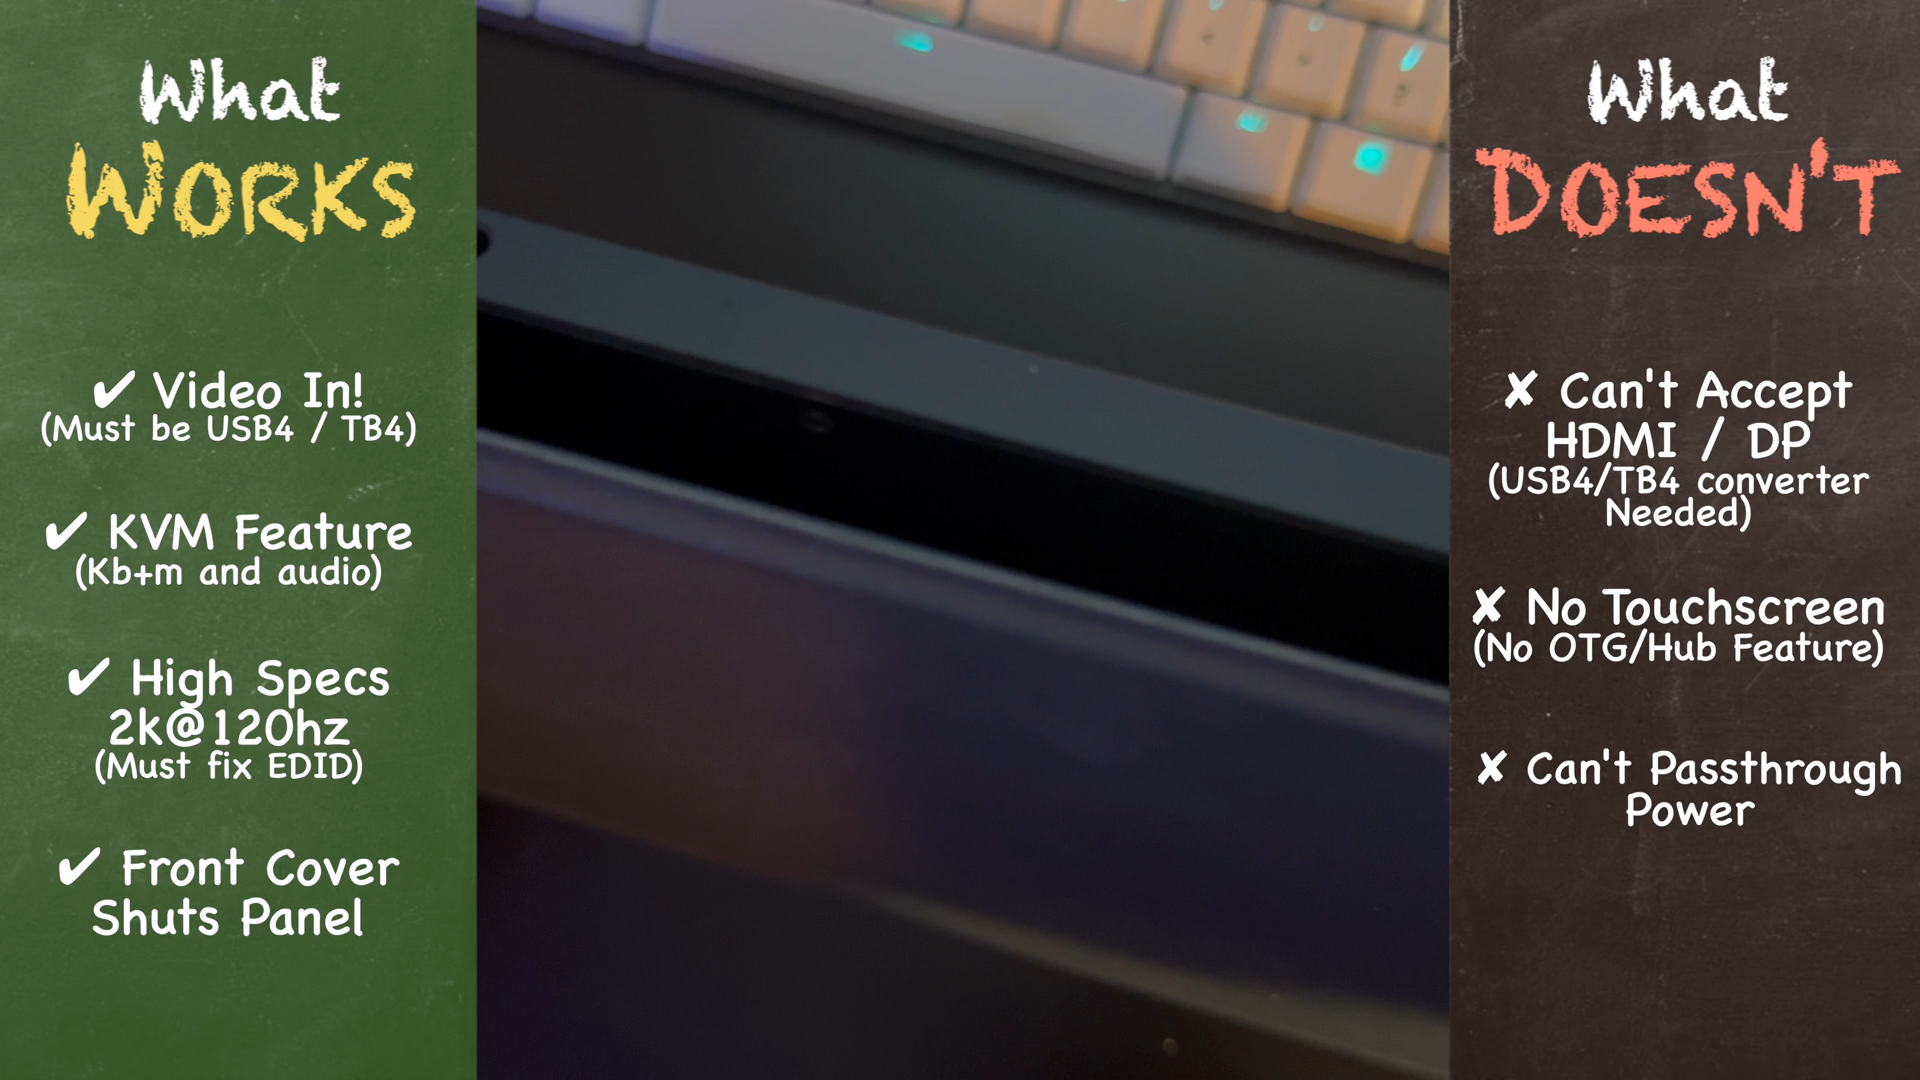 What
WORKS
✔ Video In!
(Must be USB4 / TB4)
✔ KVM Feature
(Kb+m and audio)
✔ High Specs
2k@120hz
(Must fix EDID)
✔ Front Cover
Shuts Panel
What
DOESN'T
✘ Can't Accept
HDMI / DP
(USB4/TB4 converter
Needed)
✘ No Touchscreen
(No OTG/Hub Feature)
✘ Can't Passthrough
Power